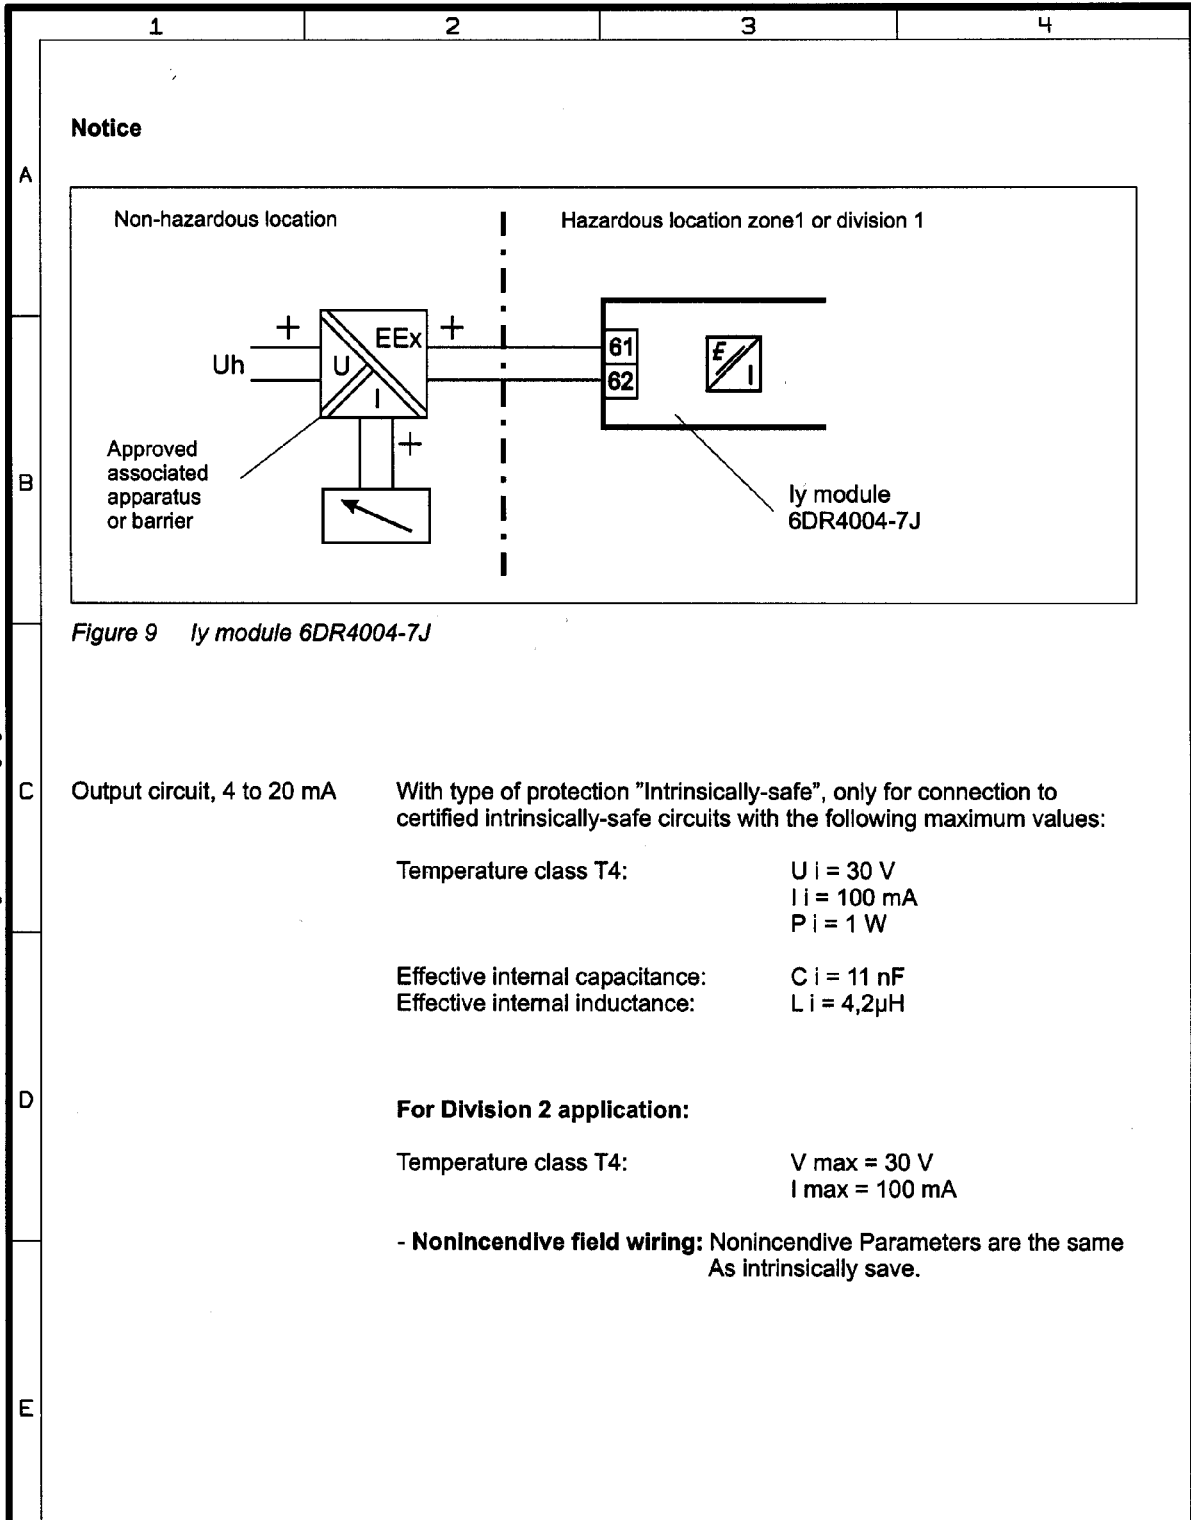 1 2 3 4
Notice
A
Non-hazardous location
Hazardous location zone1 or division 1
+ EEx +
Uh U
I
+
61
62
I
Approved
associated
apparatus
or barrier
B
Iy module
6DR4004-7J
Figure 9 Iy module 6DR4004-7J
C
Output circuit, 4 to 20 mA
With type of protection "Intrinsically-safe", only for connection to
certified intrinsically-safe circuits with the following maximum values:
Temperature class T4: U i = 30 V
I i = 100 mA
P i = 1 W
Effective internal capacitance: C i = 11 nF
Effective internal inductance: L i = 4,2µH
D
For Division 2 application:
Temperature class T4: V max = 30 V
I max = 100 mA
- Nonincendive field wiring: Nonincendive Parameters are the same
As intrinsically save.
E